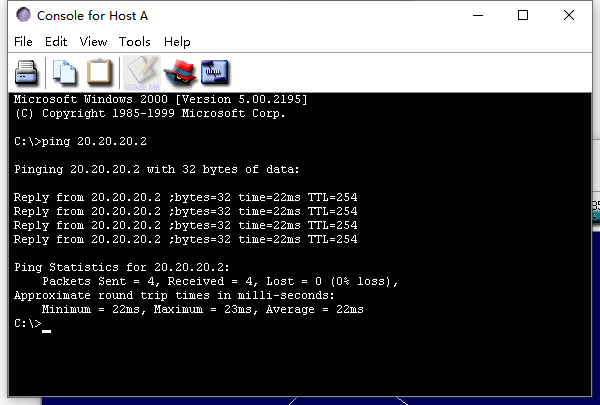 Console for Host A
File Edit View Tools Help
Microsoft Windows 2000 [Version 5.00.2195]
(C) Copyright 1985-1999 Microsoft Corp.
C:\>ping 20.20.20.2
Pinging 20.20.20.2 with 32 bytes of data:
Reply from 20.20.20.2 ;bytes=32 time=22ms TTL=254
Reply from 20.20.20.2 ;bytes=32 time=22ms TTL=254
Reply from 20.20.20.2 ;bytes=32 time=22ms TTL=254
Reply from 20.20.20.2 ;bytes=32 time=22ms TTL=254
Ping Statistics for 20.20.20.2:
Packets Sent = 4, Received = 4, Lost = 0 (0% loss),
Approximate round trip times in milli-seconds:
Minimum = 22ms, Maximum = 23ms, Average = 22ms
C:\>